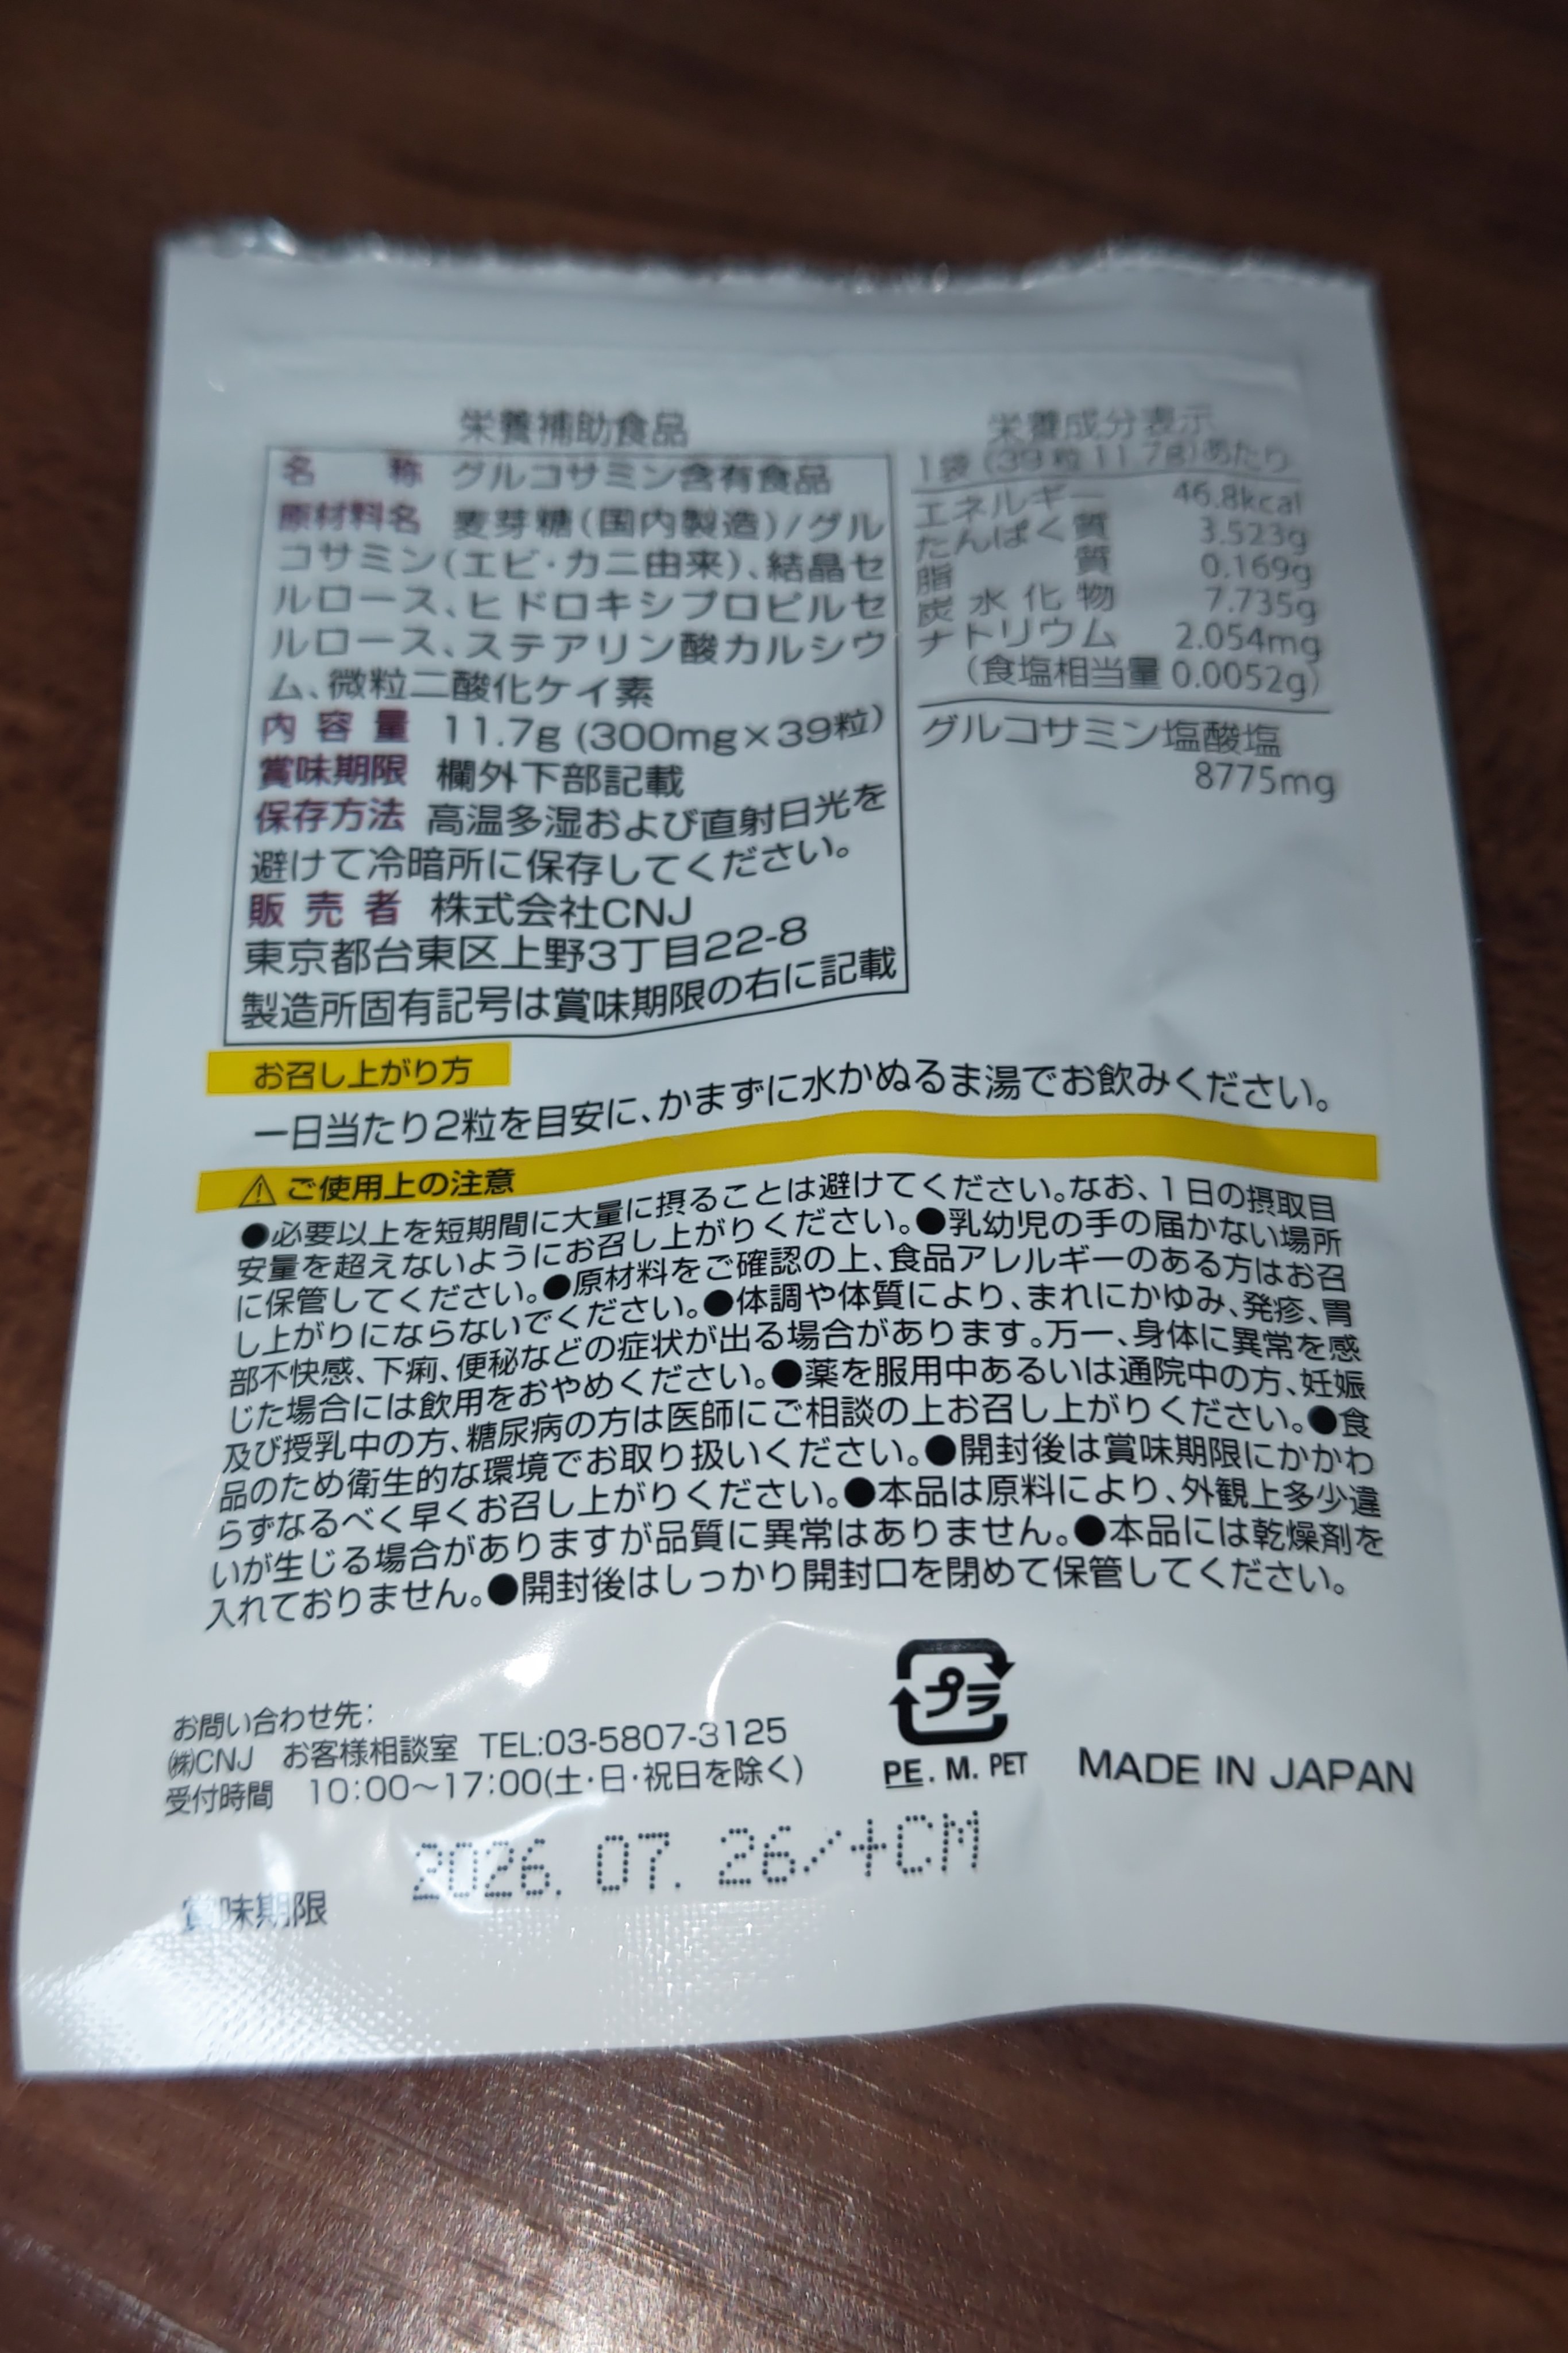 栄養補助食品
名称 グルコサミン含有食品
原材料名 麦芽糖(国内製造)/グル
コサミン(エビ・カニ由来)、結晶セ
ルロース、ヒドロキシプロピルセ
ルロース、ステアリン酸カルシウ
ム、微粒二酸化ケイ素
内容量 11.7g (300mg×39粒)
賞味期限 欄外下部記載
保存方法 高温多湿および直射日光を
避けて冷暗所に保存してください。
販売者 株式会社CNJ
東京都台東区上野3丁目22-8
製造所固有記号は賞味期限の右に記載
栄養成分表示
1袋(39粒11.7g)あたり
エネルギー 46.8kcal
たんぱく質 3.523g
脂質 0.169g
炭水化物 7.735g
ナトリウム 2.054mg
(食塩相当量 0.0052g)
グルコサミン塩酸塩
8775mg
お召し上がり方
一日当たり2粒を目安に、かまずに水かぬるま湯でお飲みください。
⚠ご使用上の注意
●必要以上を短期間に大量に摂ることは避けてください。なお、1日の摂取目
安量を超えないようにお召し上がりください。●乳幼児の手の届かない場所
に保管してください。●原材料をご確認の上、食品アレルギーのある方はお召
し上がりにならないでください。●体調や体質により、まれにかゆみ、発疹、胃
部不快感、下痢、便秘などの症状が出る場合があります。万一、身体に異常を感
じた場合には飲用をおやめください。●薬を服用中あるいは通院中の方、妊娠
及び授乳中の方、糖尿病の方は医師にご相談の上お召し上がりください。●食
品のため衛生的な環境でお取り扱いください。●開封後は賞味期限にかかわ
らずなるべく早くお召し上がりください。●本品は原料により、外観上多少違
いが生じる場合がありますが品質に異常はありません。●本品には乾燥剤を
入れておりません。●開封後はしっかり開封口を閉めて保管してください。
お問い合わせ先:
㈱CNJ お客様相談室 TEL:03-5807-3125
受付時間 10:00〜17:00(土・日・祝日を除く)
プラ
PE. M. PET
MADE IN JAPAN
賞味期限 2026. 07. 26/+CM